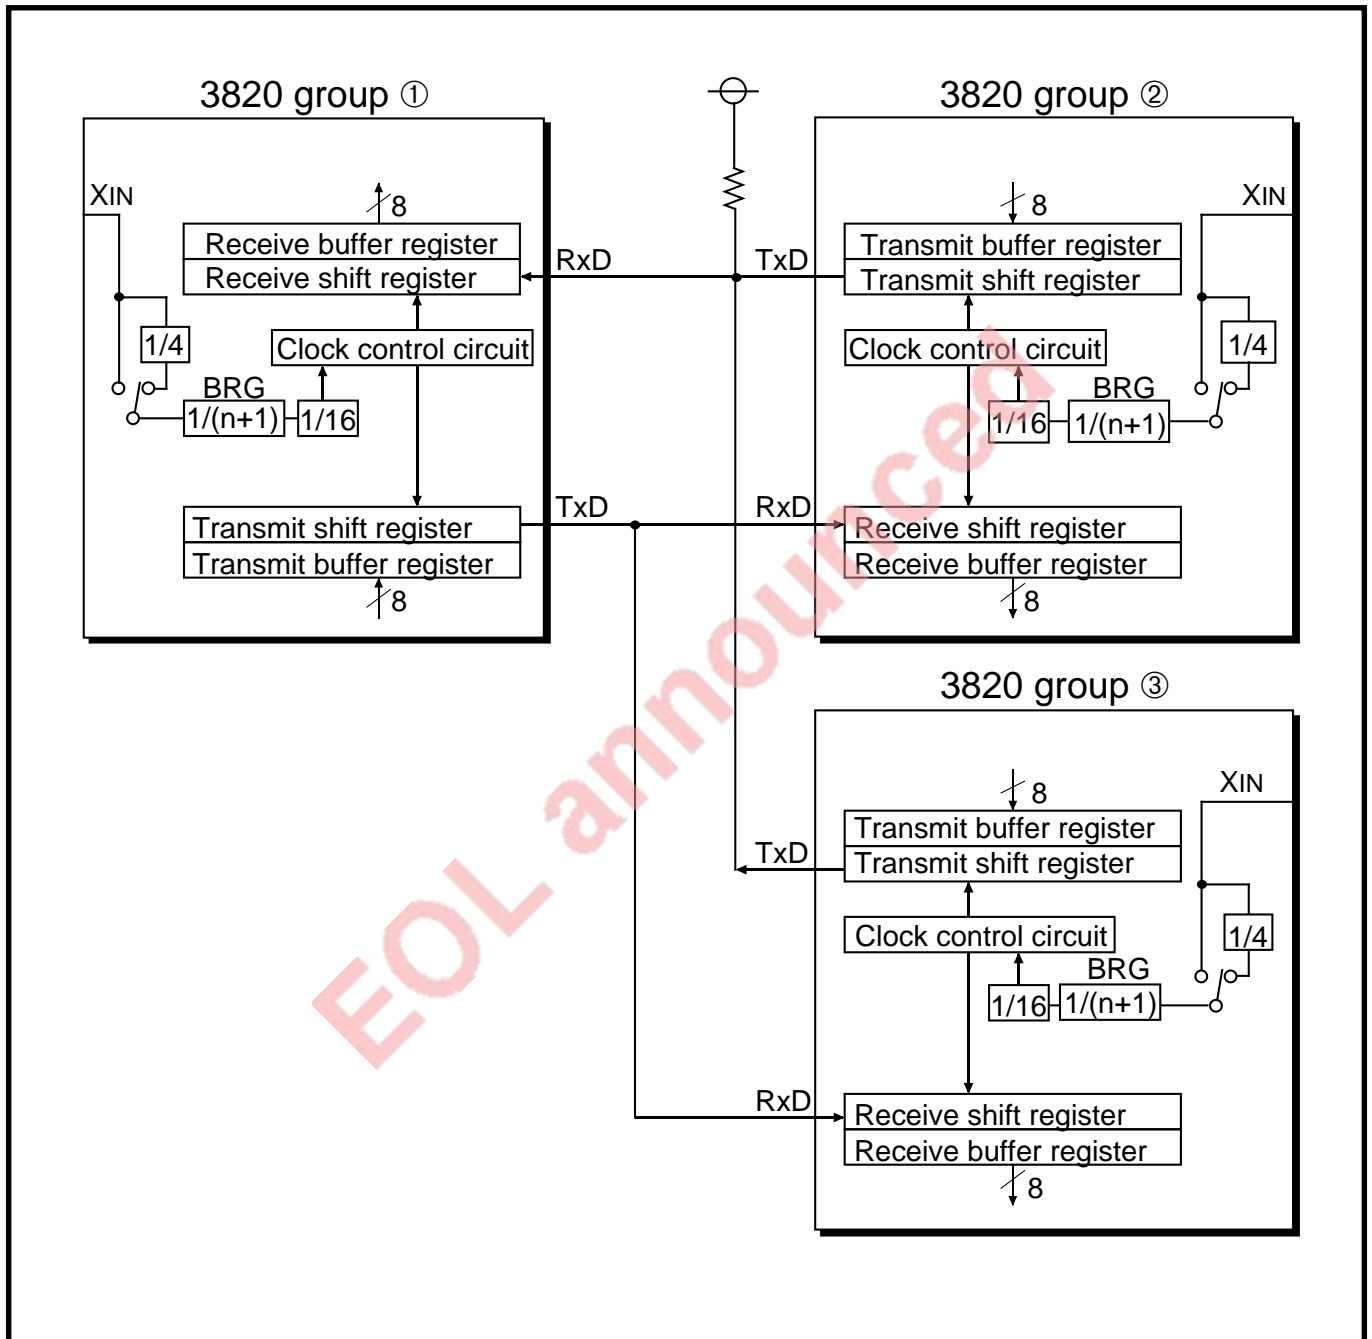 3820 group ①
XIN
8
Receive buffer register
Receive shift register
RxD
1/4
Clock control circuit
BRG
1/(n+1)
1/16
TxD
Transmit shift register
Transmit buffer register
8
3820 group ②
XIN
8
Transmit buffer register
TxD
Transmit shift register
1/4
Clock control circuit
BRG
1/16
1/(n+1)
RxD
Receive shift register
Receive buffer register
8
3820 group ③
XIN
8
Transmit buffer register
TxD
Transmit shift register
1/4
Clock control circuit
BRG
1/16
1/(n+1)
RxD
Receive shift register
Receive buffer register
8
EOL announced